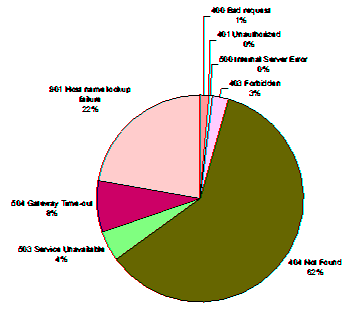 400 Bad request
1%
401 Unauthorized
0%
500 Internal Server Error
0%
403 Forbidden
3%
801 Host name lookup
failure
22%
504 Gateway Time-out
8%
503 Service Unavailable
4%
404 Not Found
62%